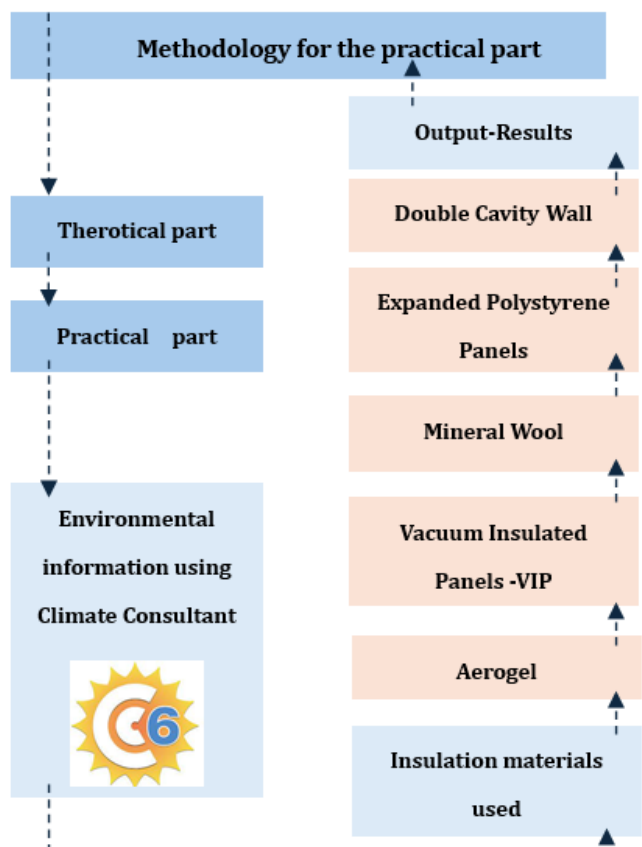 Methodology for the practical part
Therotical part
Practical part
Environmental
information using
Climate Consultant
6
Output-Results
Double Cavity Wall
Expanded Polystyrene
Panels
Mineral Wool
Vacuum Insulated
Panels -VIP
Aerogel
Insulation materials
used